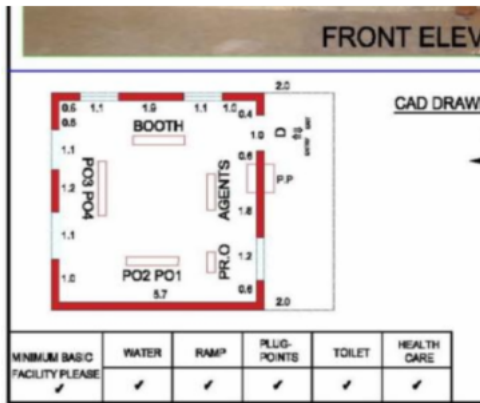 FRONT ELEV
CAD DRAW
2.0
0.6 1.1 1.9 1.1 1.0
0.4
BOOTH
1.0
D
0.6
1.1
PO3 PO4
1.2
AGENTS
P.P
1.8
1.1
PR.O
1.2
1.0
PO2 PO1
5.7
0.6
2.0
MINIMUM BASIC
FACILITY PLEASE
✓
WATER
✓
RAMP
✓
PLUG-
POINTS
✓
TOILET
✓
HEALTH
CARE
✓